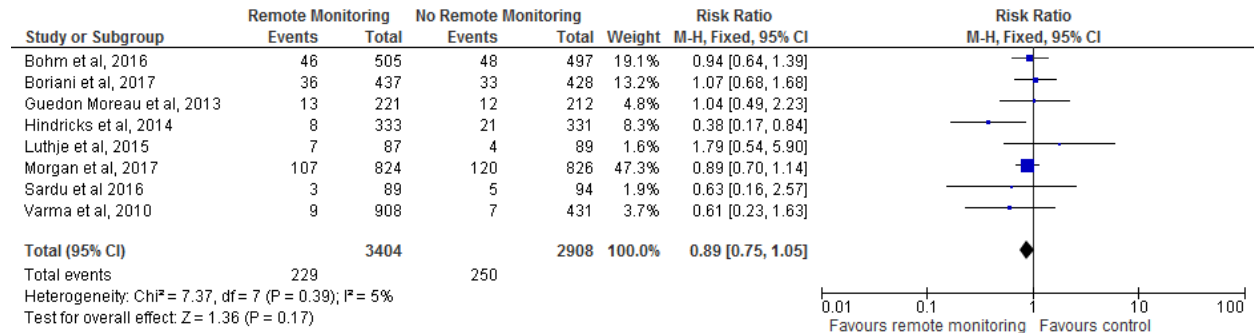 Remote Monitoring No Remote Monitoring Risk Ratio Risk Ratio
Study or Subgroup Events Total Events Total Weight M-H, Fixed, 95% CI M-H, Fixed, 95% CI
Bohm et al, 2016 46 505 48 497 19.1% 0.94 [0.64, 1.39]
Boriani et al, 2017 36 437 33 428 13.2% 1.07 [0.68, 1.68]
Guedon Moreau et al, 2013 13 221 12 212 4.8% 1.04 [0.49, 2.23]
Hindricks et al, 2014 8 333 21 331 8.3% 0.38 [0.17, 0.84]
Luthje et al, 2015 7 87 4 89 1.6% 1.79 [0.54, 5.90]
Morgan et al, 2017 107 824 120 826 47.3% 0.89 [0.70, 1.14]
Sardu et al 2016 3 89 5 94 1.9% 0.63 [0.16, 2.57]
Varma et al, 2010 9 908 7 431 3.7% 0.61 [0.23, 1.63]
Total (95% CI) 3404 2908 100.0% 0.89 [0.75, 1.05]
Total events 229 250
Heterogeneity: Chi² = 7.37, df = 7 (P = 0.39); I² = 5%
Test for overall effect: Z = 1.36 (P = 0.17)
0.01 0.1 1 10 100
Favours remote monitoring Favours control